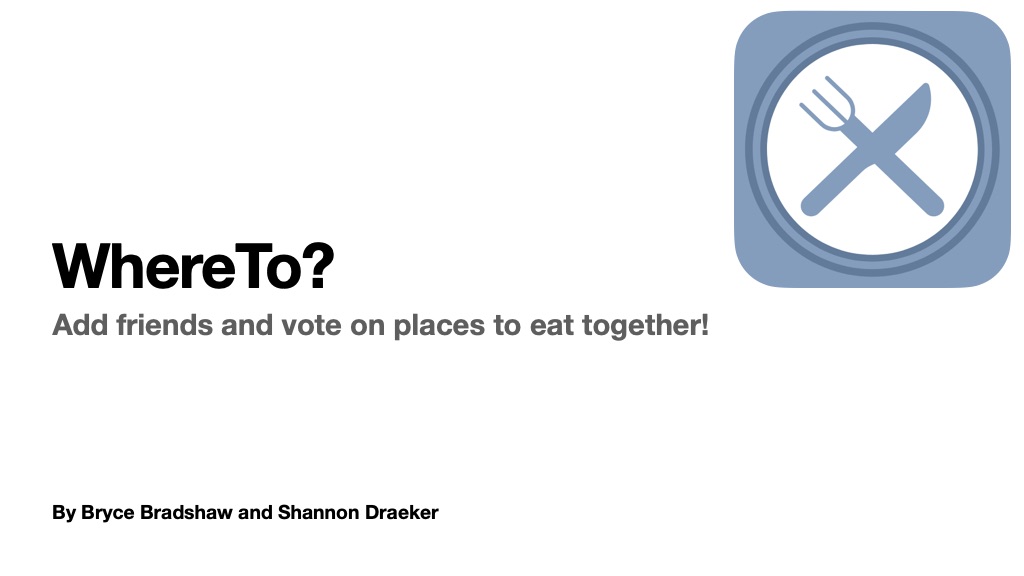 WhereTo?
Add friends and vote on places to eat together!
By Bryce Bradshaw and Shannon Draeker